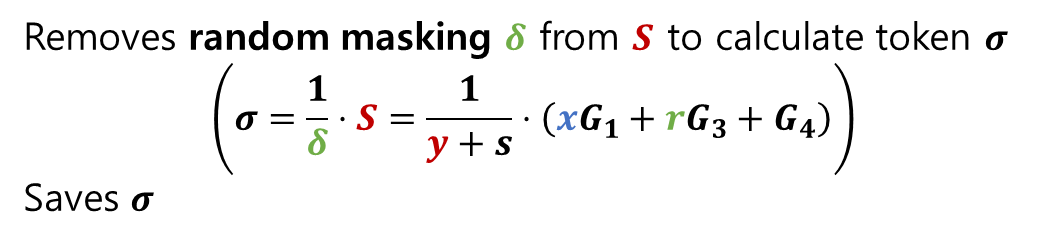 Removes random masking δ from S to calculate token σ
(σ = 1/δ · S = 1/(y + s) · (xG₁ + rG₃ + G₄))
Saves σ